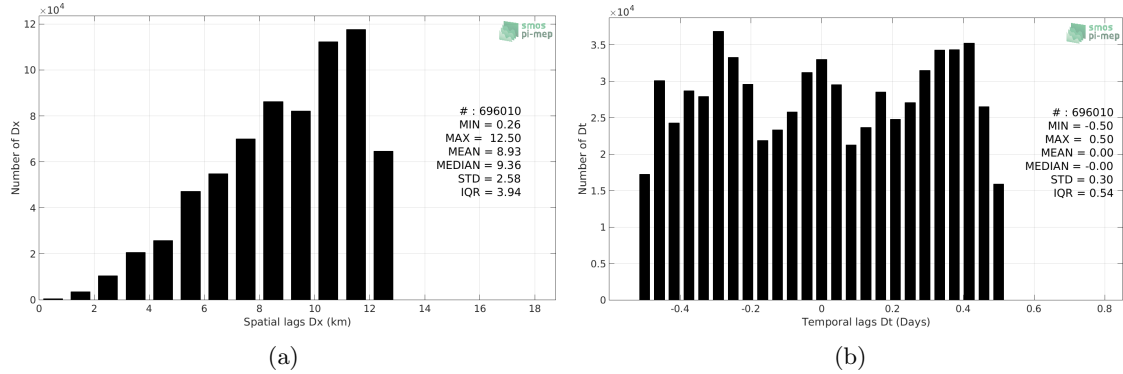 ×10⁴
12
10
8
6
4
2
0
Number of Dx
0 2 4 6 8 10 12 14 16 18
Spatial lags Dx (km)
smos
pi-mep
# : 696010
MIN = 0.26
MAX = 12.50
MEAN = 8.93
MEDIAN = 9.36
STD = 2.58
IQR = 3.94
(a)
×10⁴
3.5
3
2.5
2
1.5
1
0.5
0
Number of Dt
-0.4 -0.2 0 0.2 0.4 0.6 0.8
Temporal lags Dt (Days)
smos
pi-mep
# : 696010
MIN = -0.50
MAX = 0.50
MEAN = 0.00
MEDIAN = -0.00
STD = 0.30
IQR = 0.54
(b)